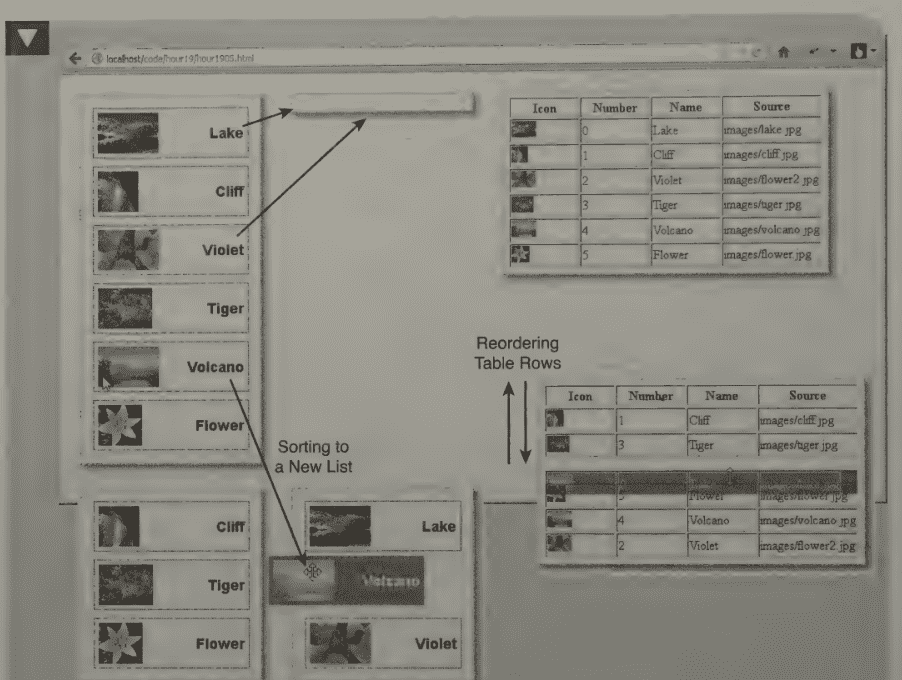 localhost/code/hour19/hour1905.html
Lake
Cliff
Violet
Tiger
Volcano
Flower
Icon Number Name Source
0 Lake images/lake.jpg
1 Cliff images/cliff.jpg
2 Violet images/flower2.jpg
3 Tiger images/tiger.jpg
4 Volcano images/volcano.jpg
5 Flower images/flower.jpg
Reordering
Table Rows
Icon Number Name Source
1 Cliff images/cliff.jpg
3 Tiger images/tiger.jpg
5 Flower images/flower.jpg
4 Volcano images/volcano.jpg
2 Violet images/flower2.jpg
Sorting to
a New List
Cliff
Tiger
Flower
Lake
Volcano
Violet